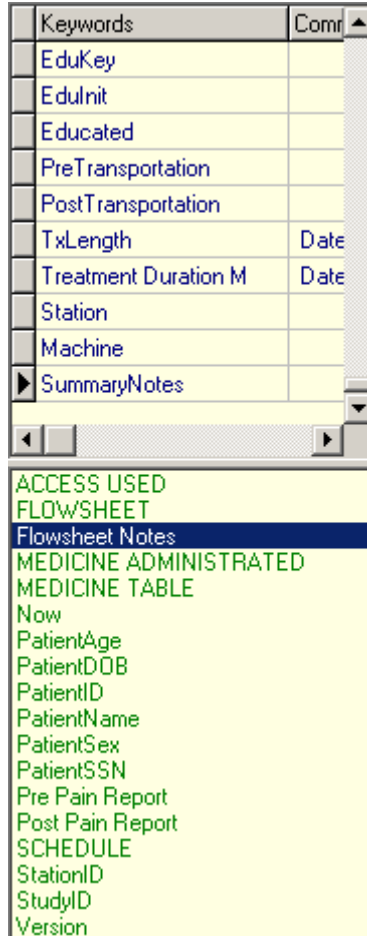 Keywords Comr
EduKey
EduInit
Educated
PreTransportation
PostTransportation
TxLength Date
Treatment Duration M Date
Station
Machine
SummaryNotes
ACCESS USED
FLOWSHEET
Flowsheet Notes
MEDICINE ADMINISTRATED
MEDICINE TABLE
Now
PatientAge
PatientDOB
PatientID
PatientName
PatientSex
PatientSSN
Pre Pain Report
Post Pain Report
SCHEDULE
StationID
StudyID
Version